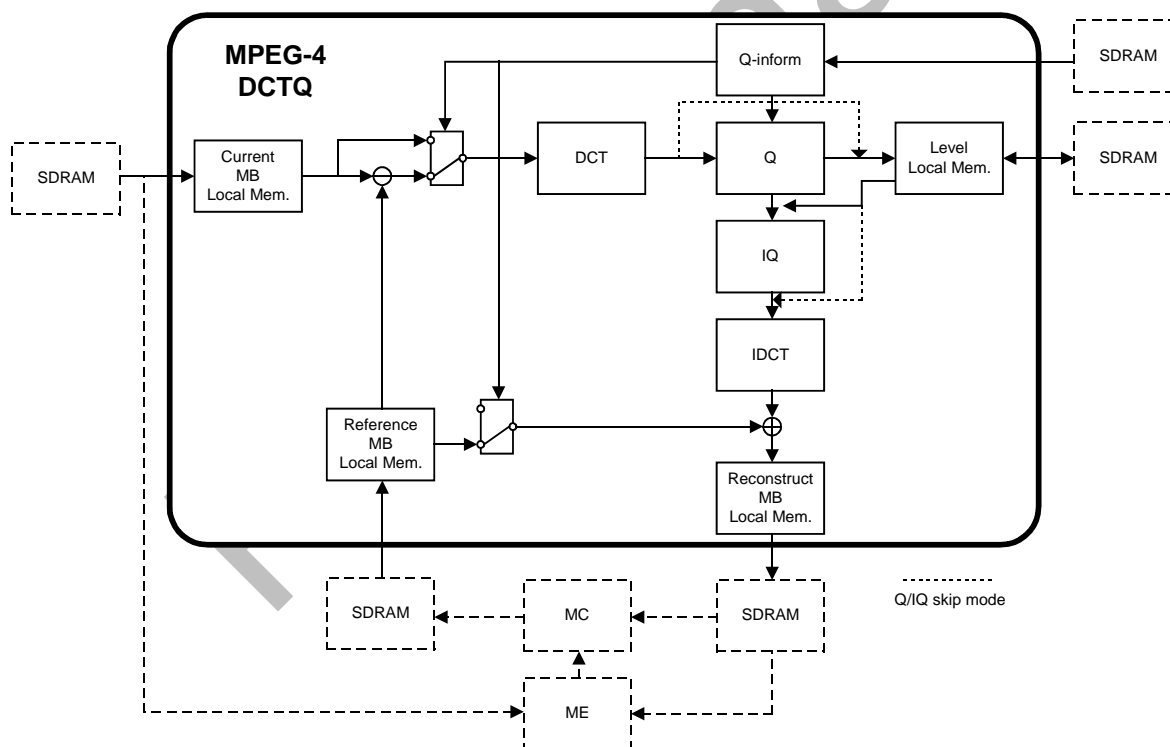 MPEG-4
DCTQ
Q-inform
SDRAM
SDRAM
Current
MB
Local Mem.
DCT
Q
Level
Local Mem.
SDRAM
IQ
IDCT
Reference
MB
Local Mem.
Reconstruct
MB
Local Mem.
SDRAM
MC
SDRAM
Q/IQ skip mode
ME